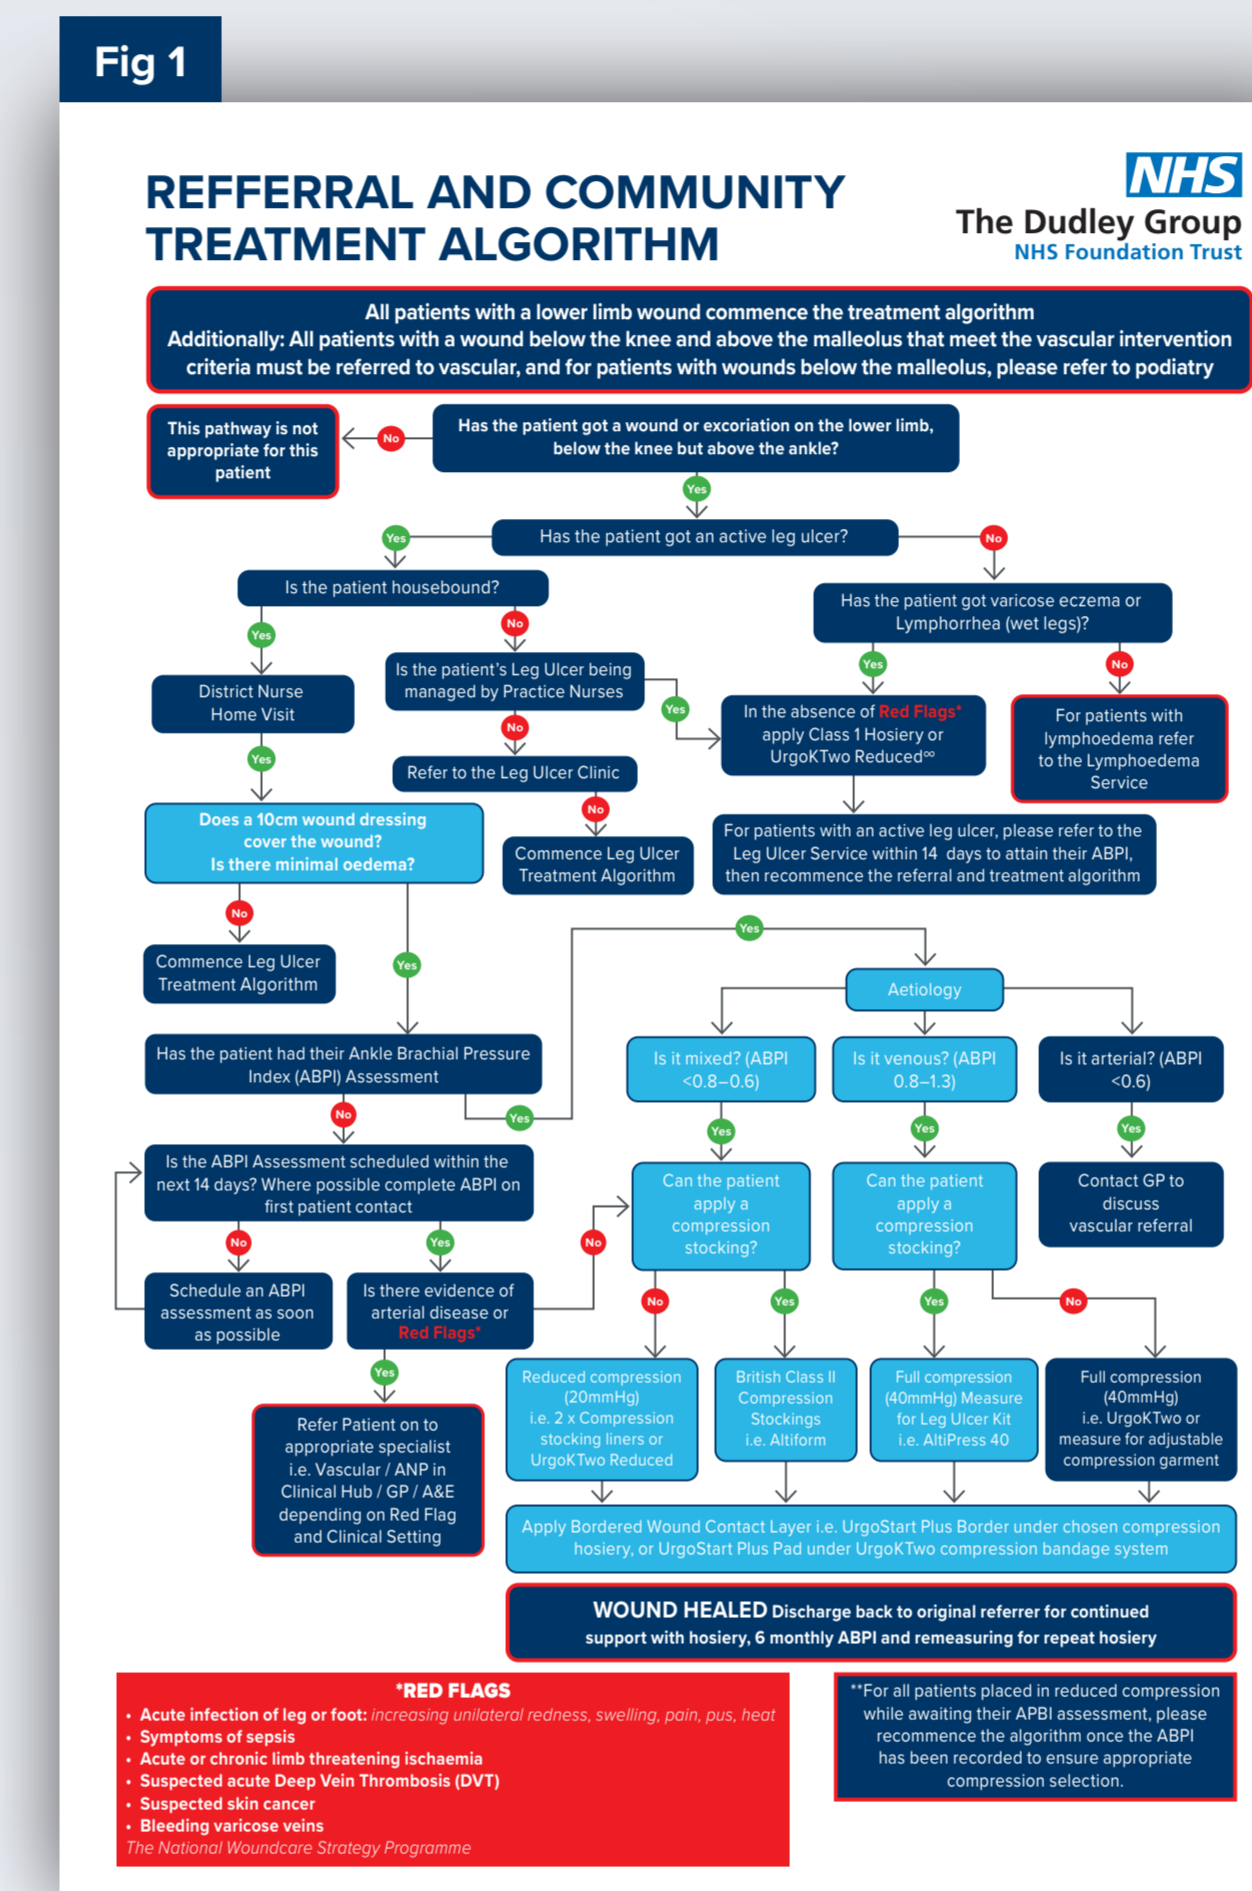 Fig 1
REFFERRAL AND COMMUNITY
TREATMENT ALGORITHM
NHS
The Dudley Group
NHS Foundation Trust
All patients with a lower limb wound commence the treatment algorithm
Additionally: All patients with a wound below the knee and above the malleolus that meet the vascular intervention
criteria must be referred to vascular, and for patients with wounds below the malleolus, please refer to podiatry
This pathway is not
appropriate for this
patient
No
Has the patient got a wound or excoriation on the lower limb,
below the knee but above the ankle?
Yes
Has the patient got an active leg ulcer?
Yes
No
Is the patient housebound?
Has the patient got varicose eczema or
Lymphorrhea (wet legs)?
Yes
No
District Nurse
Home Visit
Is the patient's Leg Ulcer being
managed by Practice Nurses
Yes
Yes
No
In the absence of Red Flags*
apply Class 1 Hosiery or
UrgoKTwo Reduced∞
For patients with
lymphoedema refer
to the Lymphoedema
Service
Yes
No
Refer to the Leg Ulcer Clinic
No
Commence Leg Ulcer
Treatment Algorithm
For patients with an active leg ulcer, please refer to the
Leg Ulcer Service within 14 days to attain their ABPI,
then recommence the referral and treatment algorithm
Does a 10cm wound dressing
cover the wound?
Is there minimal oedema?
No
Yes
Commence Leg Ulcer
Treatment Algorithm
Has the patient had their Ankle Brachial Pressure
Index (ABPI) Assessment
No
Yes
Yes
Aetiology
Is it mixed? (ABPI
<0.8–0.6)
Is it venous? (ABPI
0.8–1.3)
Is it arterial? (ABPI
<0.6)
Yes
Yes
Yes
Is the ABPI Assessment scheduled within the
next 14 days? Where possible complete ABPI on
first patient contact
Can the patient
apply a
compression
stocking?
Can the patient
apply a
compression
stocking?
Contact GP to
discuss
vascular referral
No
Yes
No
Schedule an ABPI
assessment as soon
as possible
Is there evidence of
arterial disease or
Red Flags*
No
Yes
Yes
No
Yes
Refer Patient on to
appropriate specialist
i.e. Vascular / ANP in
Clinical Hub / GP / A&E
depending on Red Flag
and Clinical Setting
Reduced compression
(20mmHg)
i.e. 2 x Compression
stocking liners or
UrgoKTwo Reduced
British Class II
Compression
Stockings
i.e. Altiform
Full compression
(40mmHg) Measure
for Leg Ulcer Kit
i.e. AltiPress 40
Full compression
(40mmHg)
i.e. UrgoKTwo or
measure for adjustable
compression garment
Apply Bordered Wound Contact Layer i.e. UrgoStart Plus Border under chosen compression
hosiery, or UrgoStart Plus Pad under UrgoKTwo compression bandage system
WOUND HEALED Discharge back to original referrer for continued
support with hosiery, 6 monthly ABPI and remeasuring for repeat hosiery
*RED FLAGS
• Acute infection of leg or foot: increasing unilateral redness, swelling, pain, pus, heat
• Symptoms of sepsis
• Acute or chronic limb threatening ischaemia
• Suspected acute Deep Vein Thrombosis (DVT)
• Suspected skin cancer
• Bleeding varicose veins
The National Woundcare Strategy Programme
**For all patients placed in reduced compression
while awaiting their APBI assessment, please
recommence the algorithm once the ABPI
has been recorded to ensure appropriate
compression selection.